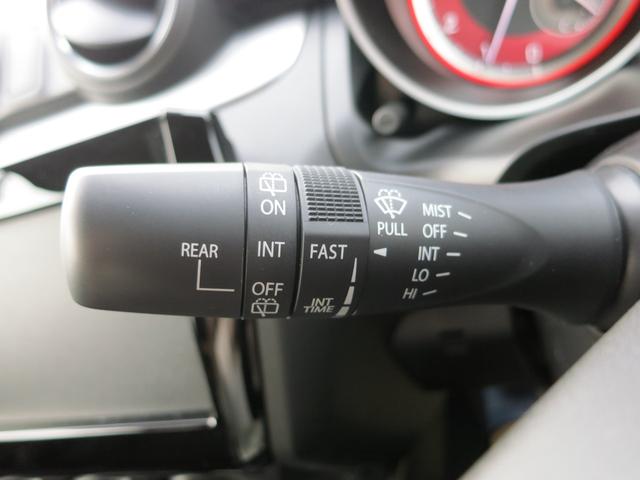 REAR
ON
INT
OFF
FAST
INT
TIME
PULL
MIST
OFF
INT
LO
HI